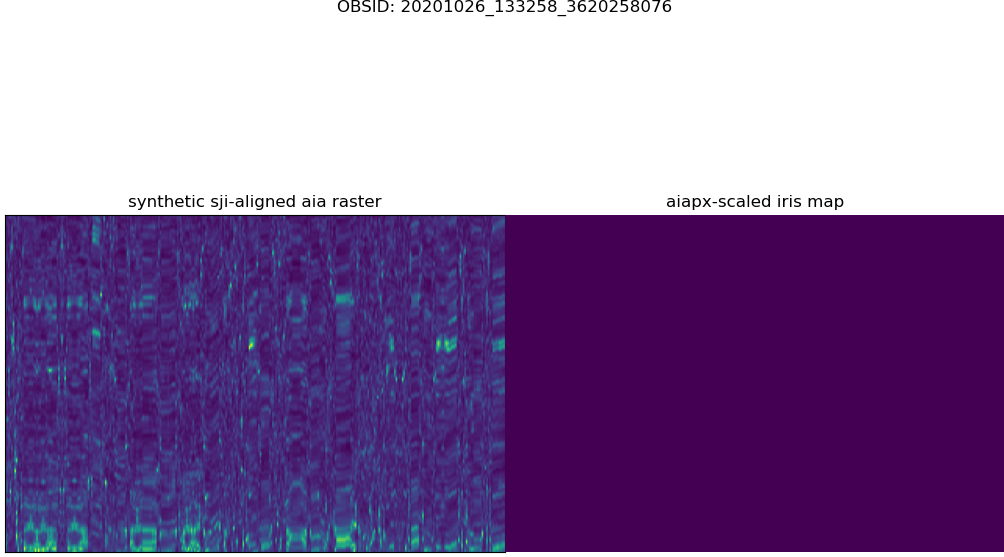 OBSID: 20201026_133258_3620258076
synthetic sji-aligned aia raster
aiapx-scaled iris map